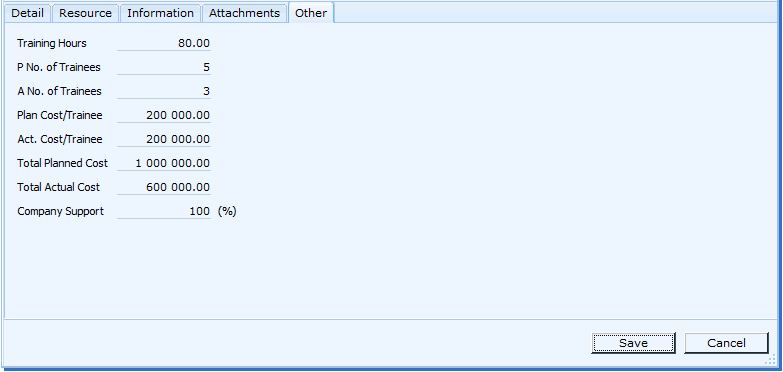 Detail Resource Information Attachments Other
Training Hours 80.00
P No. of Trainees 5
A No. of Trainees 3
Plan Cost/Trainee 200 000.00
Act. Cost/Trainee 200 000.00
Total Planned Cost 1 000 000.00
Total Actual Cost 600 000.00
Company Support 100 (%)
Save Cancel